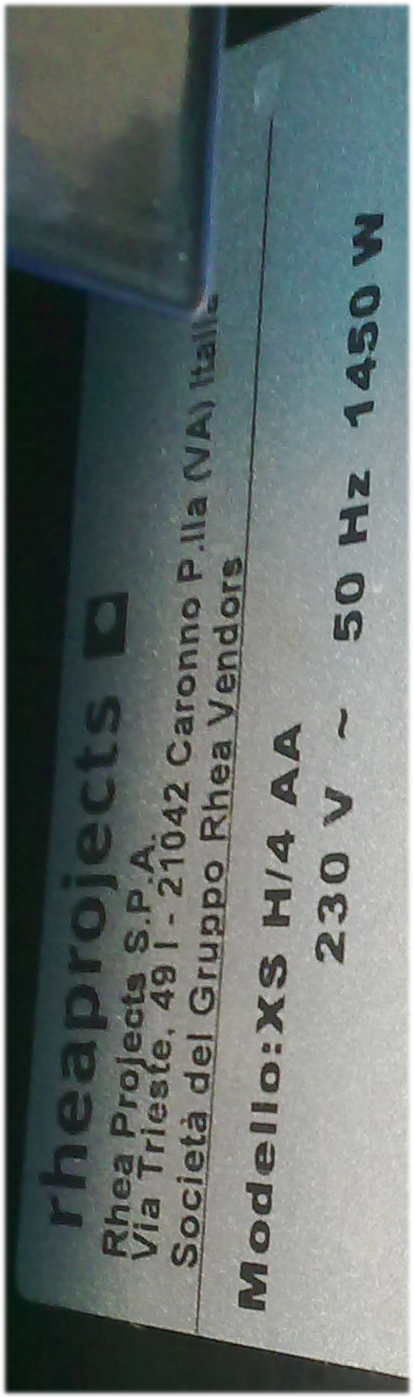 rheaprojects
Rhea Projects S.P.A.
Via Trieste, 49 I - 21042 Caronno P.lla (VA) Italia
Società del Gruppo Rhea Vendors
Modello:XS H/4 AA
230 V ~ 50 Hz 1450 W